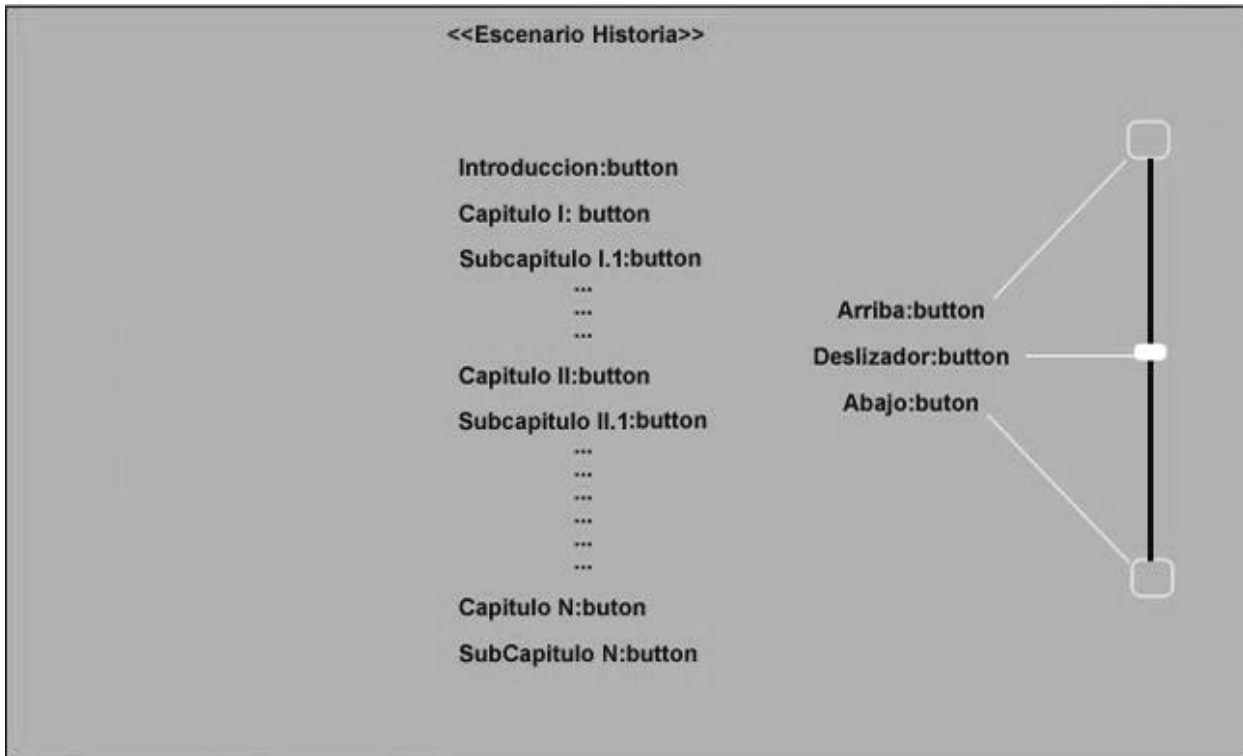 <<Escenario Historia>>
Introduccion:button
Capitulo I: button
Subcapitulo I.1:button
...
...
...
Capitulo II:button
Subcapitulo II.1:button
...
...
...
...
...
...
Capitulo N:buton
SubCapitulo N:button
Arriba:button
Deslizador:button
Abajo:buton